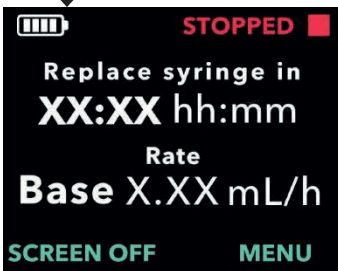 STOPPED
Replace syringe in
XX:XX hh:mm
Rate
Base X.XX mL/h
SCREEN OFF MENU